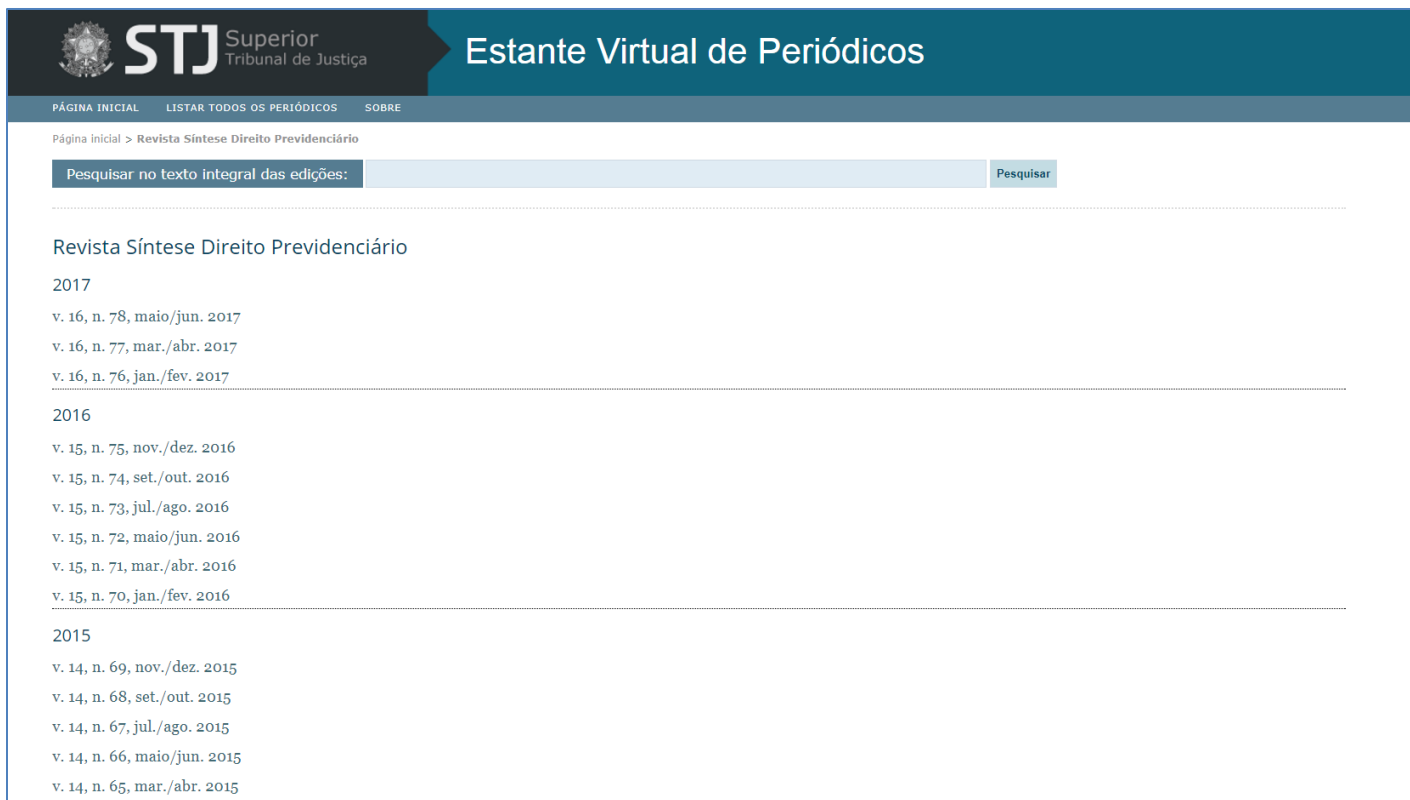 STJ Superior
Tribunal de Justiça
Estante Virtual de Periódicos
PÁGINA INICIAL LISTAR TODOS OS PERIÓDICOS SOBRE
Página inicial > Revista Síntese Direito Previdenciário
Pesquisar no texto integral das edições: Pesquisar
Revista Síntese Direito Previdenciário
2017
v. 16, n. 78, maio/jun. 2017
v. 16, n. 77, mar./abr. 2017
v. 16, n. 76, jan./fev. 2017
2016
v. 15, n. 75, nov./dez. 2016
v. 15, n. 74, set./out. 2016
v. 15, n. 73, jul./ago. 2016
v. 15, n. 72, maio/jun. 2016
v. 15, n. 71, mar./abr. 2016
v. 15, n. 70, jan./fev. 2016
2015
v. 14, n. 69, nov./dez. 2015
v. 14, n. 68, set./out. 2015
v. 14, n. 67, jul./ago. 2015
v. 14, n. 66, maio/jun. 2015
v. 14, n. 65, mar./abr. 2015